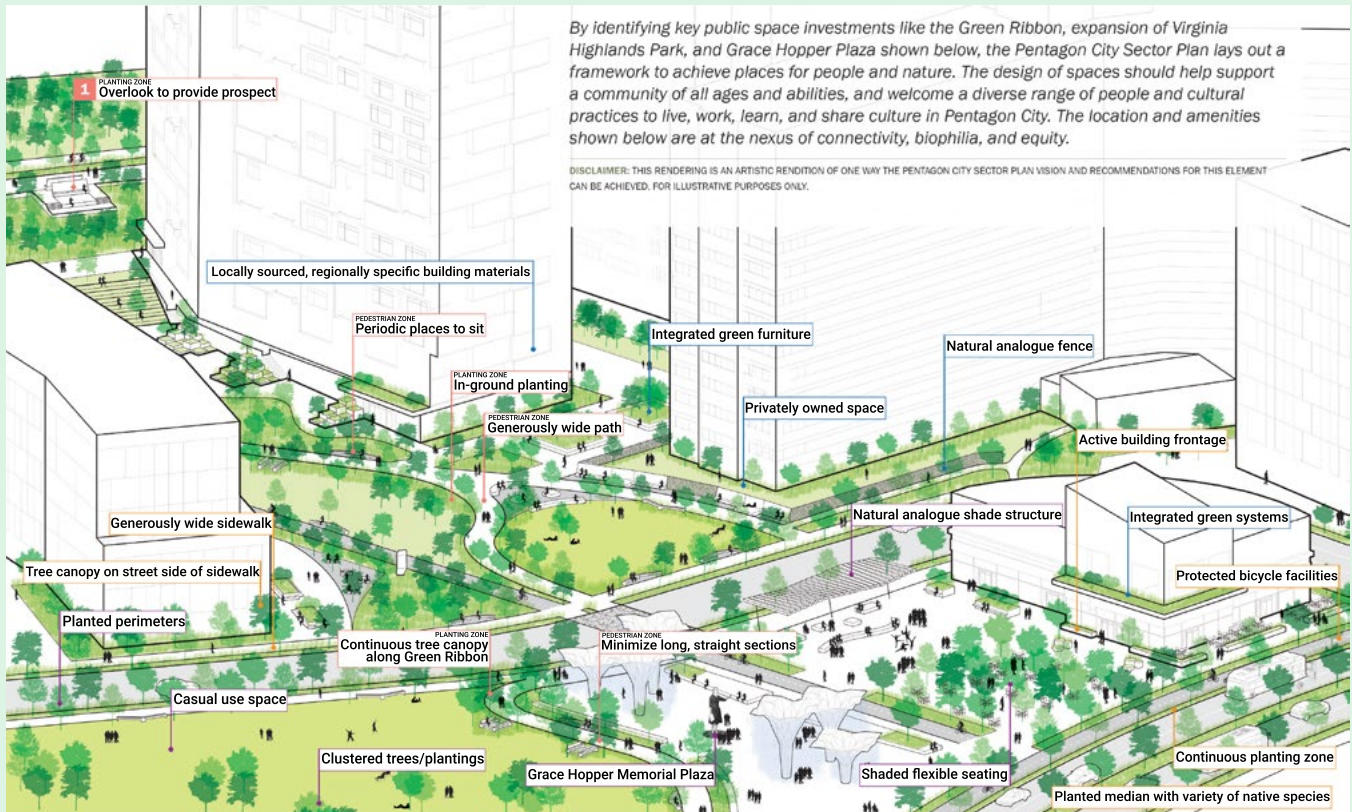 By identifying key public space investments like the Green Ribbon, expansion of Virginia
Highlands Park, and Grace Hopper Plaza shown below, the Pentagon City Sector Plan lays out a
framework to achieve places for people and nature. The design of spaces should help support
a community of all ages and abilities, and welcome a diverse range of people and cultural
practices to live, work, learn, and share culture in Pentagon City. The location and amenities
shown below are at the nexus of connectivity, biophilia, and equity.
DISCLAIMER: THIS RENDERING IS AN ARTISTIC RENDITION OF ONE WAY THE PENTAGON CITY SECTOR PLAN VISION AND RECOMMENDATIONS FOR THIS ELEMENT
CAN BE ACHIEVED. FOR ILLUSTRATIVE PURPOSES ONLY.
1
PLANTING ZONE
Overlook to provide prospect
Locally sourced, regionally specific building materials
PEDESTRIAN ZONE
Periodic places to sit
Integrated green furniture
Natural analogue fence
PLANTING ZONE
In-ground planting
Privately owned space
PEDESTRIAN ZONE
Generously wide path
Active building frontage
Generously wide sidewalk
Natural analogue shade structure
Integrated green systems
Tree canopy on street side of sidewalk
Protected bicycle facilities
Planted perimeters
PLANTING ZONE
Continuous tree canopy
along Green Ribbon
PEDESTRIAN ZONE
Minimize long, straight sections
Casual use space
Clustered trees/plantings
Grace Hopper Memorial Plaza
Shaded flexible seating
Continuous planting zone
Planted median with variety of native species